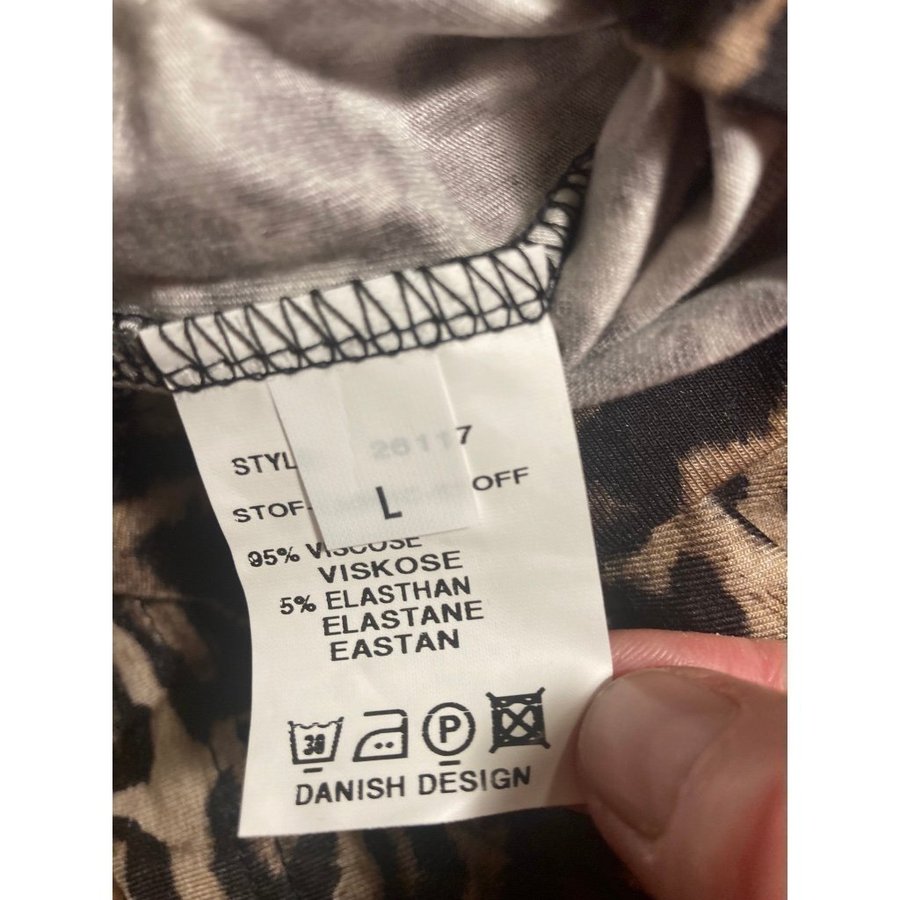 STYL 26117
STOF- OFF
L
95% VISCOSE
VISKOSE
5% ELASTHAN
ELASTANE
EASTAN
30 P
DANISH DESIGN